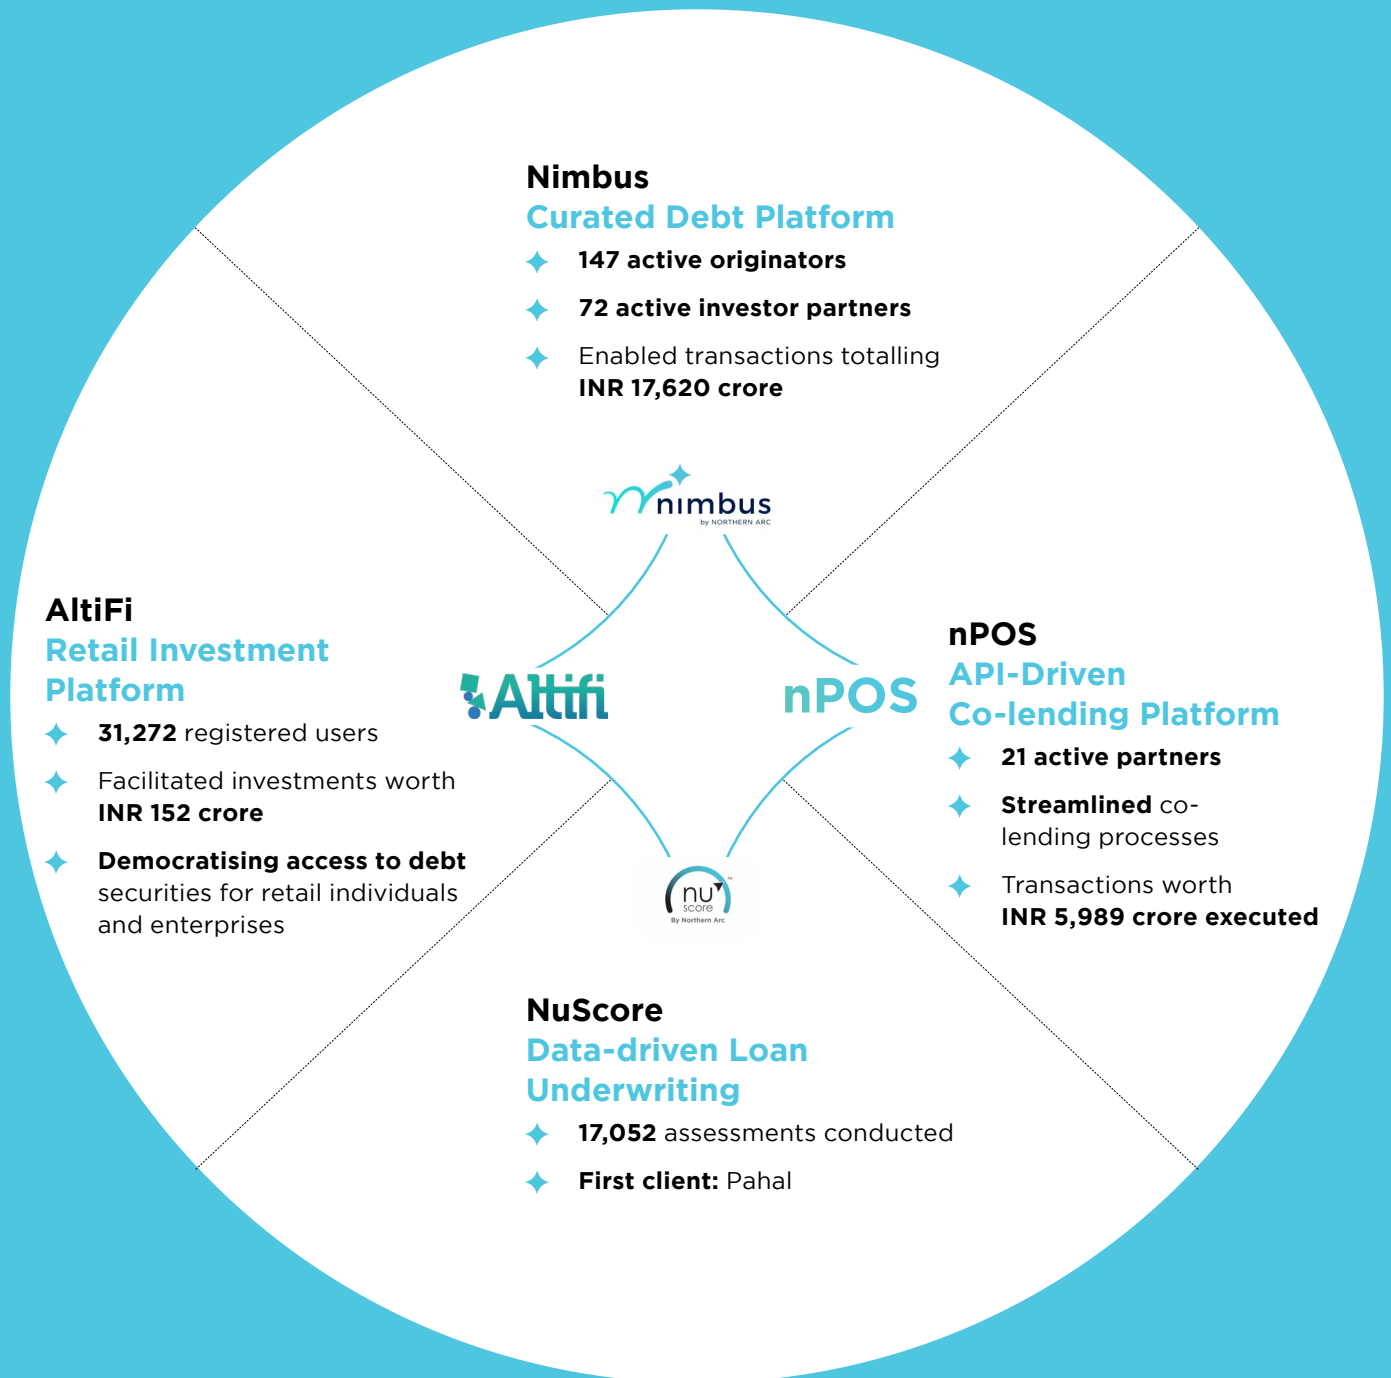 Nimbus
Curated Debt Platform
147 active originators
72 active investor partners
Enabled transactions totalling
INR 17,620 crore
nimbus
by NORTHERN ARC
AltiFi
Retail Investment
Platform
31,272 registered users
Facilitated investments worth
INR 152 crore
Democratising access to debt
securities for retail individuals
and enterprises
Altifi
nPOS
nPOS
API-Driven
Co-lending Platform
21 active partners
Streamlined co-
lending processes
Transactions worth
INR 5,989 crore executed
nu
score
TM
By Northern Arc
NuScore
Data-driven Loan
Underwriting
17,052 assessments conducted
First client: Pahal